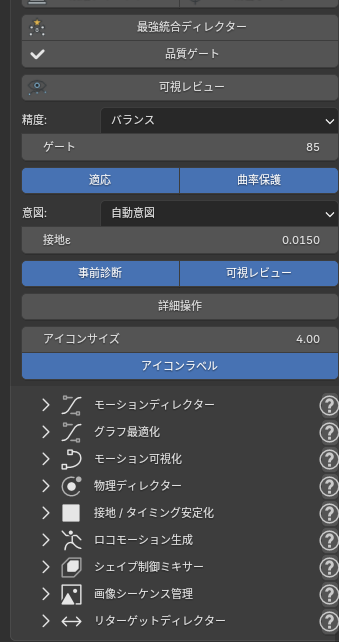 最強統合ディレクター
品質ゲート
可視レビュー
精度: バランス
ゲート 85
適応 曲率保護
意図: 自動意図
接地ε 0.0150
事前診断 可視レビュー
詳細操作
アイコンサイズ 4.00
アイコンラベル
モーションディレクター
グラフ最適化
モーション可視化
物理ディレクター
接地 / タイミング安定化
ロコモーション生成
シェイプ制御ミキサー
画像シーケンス管理
リターゲットディレクター